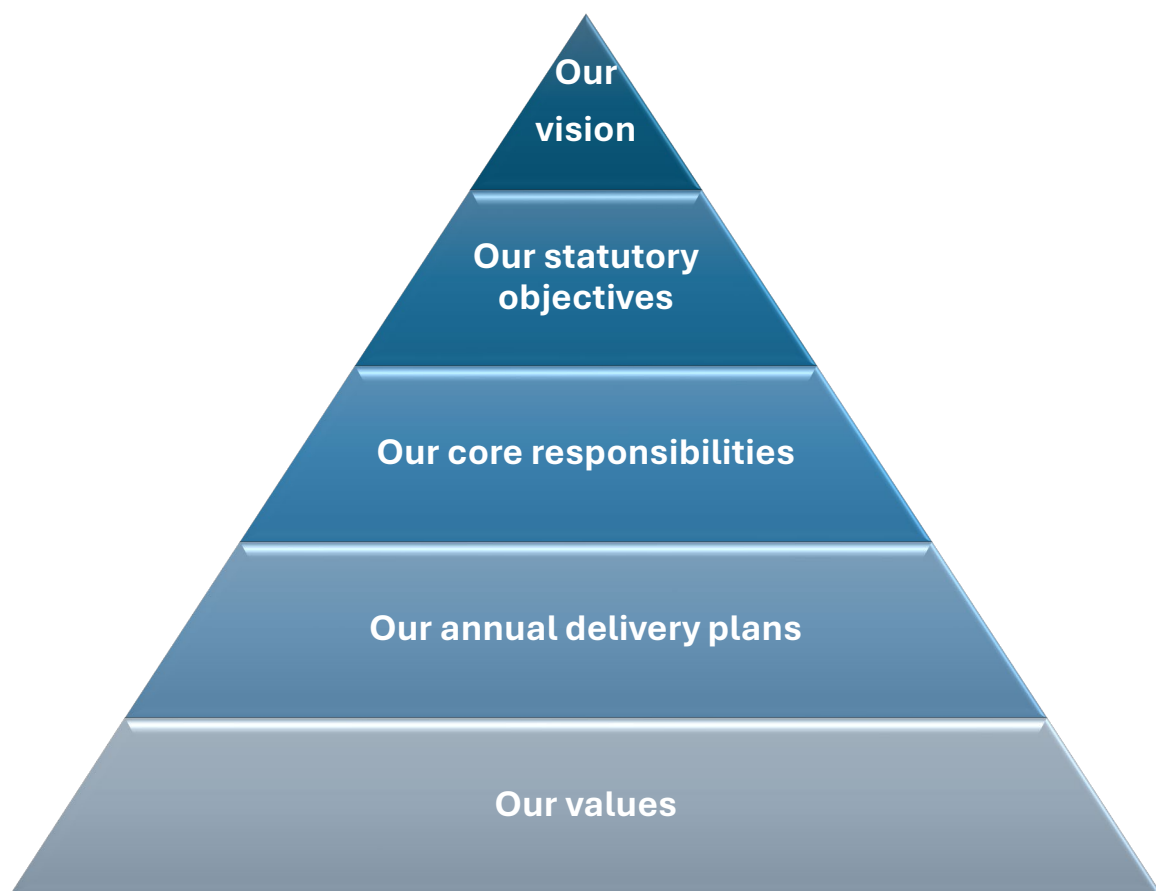 Our
vision
Our statutory
objectives
Our core responsibilities
Our annual delivery plans
Our values